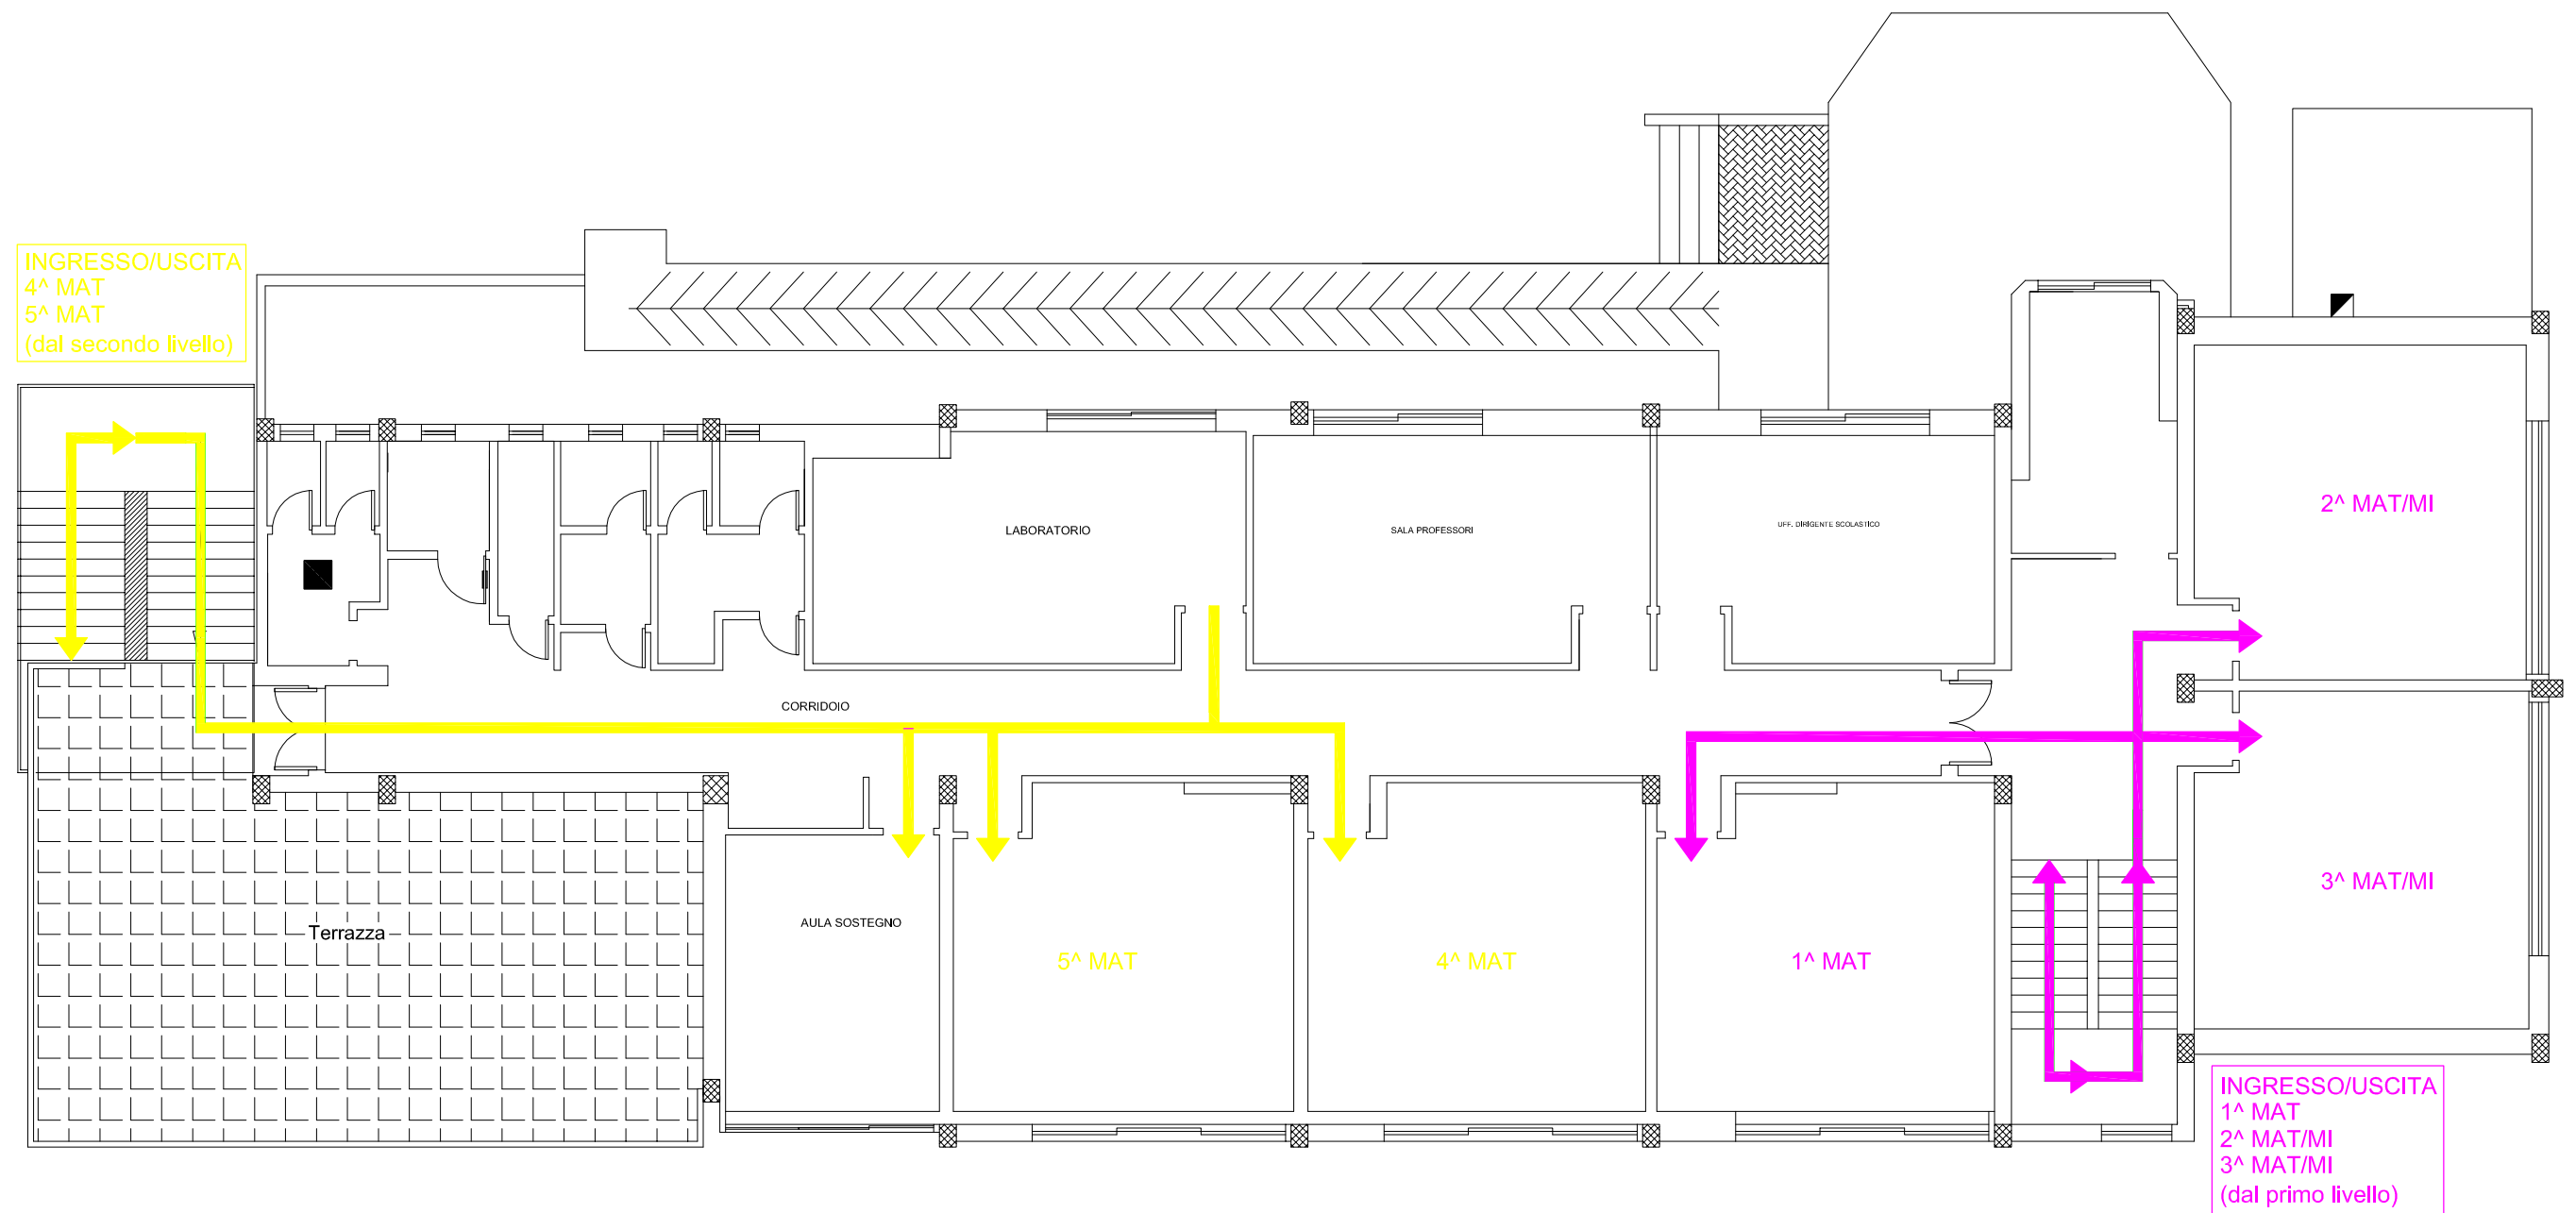 INGRESSO/USCITA
4^ MAT
5^ MAT
(dal secondo livello)
2^ MAT/MI
LABORATORIO
SALA PROFESSORI
UFF. DIRIGENTE SCOLASTICO
CORRIDOIO
3^ MAT/MI
AULA SOSTEGNO
Terrazza
5^ MAT
4^ MAT
1^ MAT
INGRESSO/USCITA
1^ MAT
2^ MAT/MI
3^ MAT/MI
(dal primo livello)